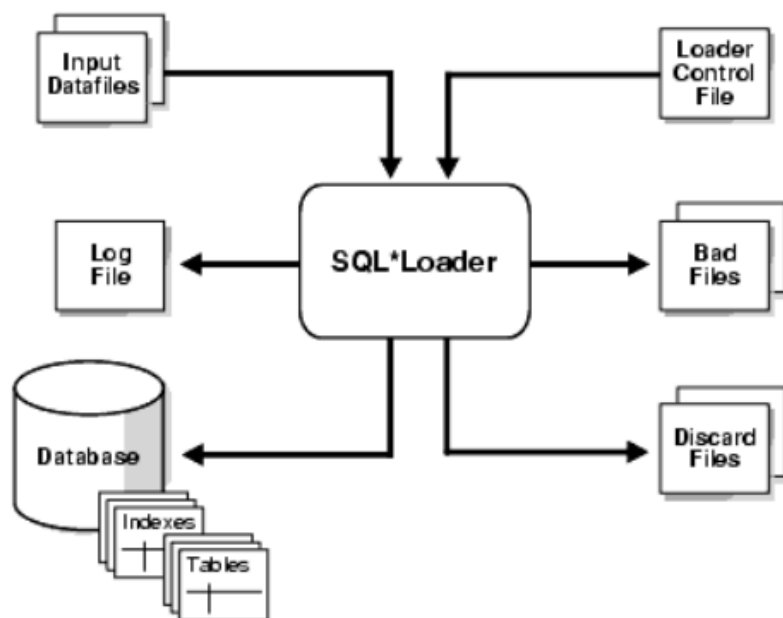 Input
Datafiles
Loader
Control
File
Log
File
SQL*Loader
Bad
Files
Database
Discard
Files
Indexes
Tables